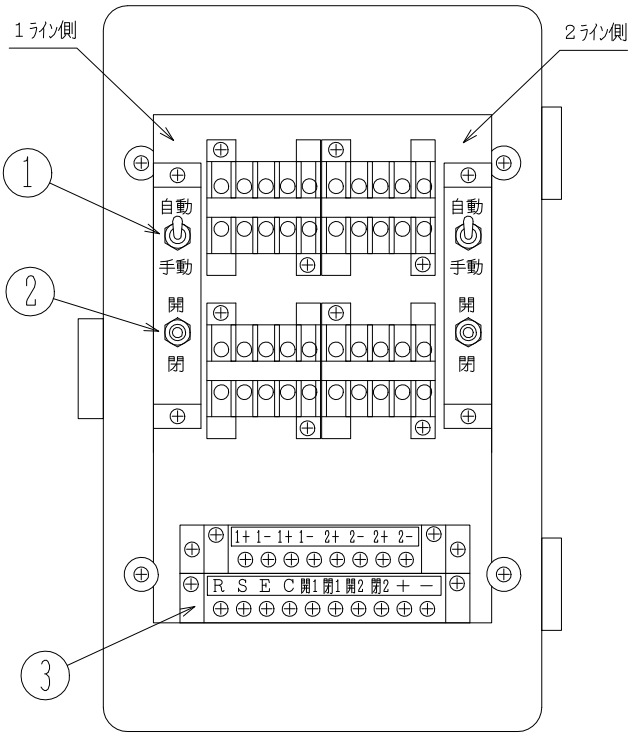 1ライン側
2ライン側
1
自動
自動
手動
手動
2
開
開
閉
閉
1+ 1- 1+ 1- 2+ 2- 2+ 2-
R S E C 開1 閉1 開2 閉2 + −
3